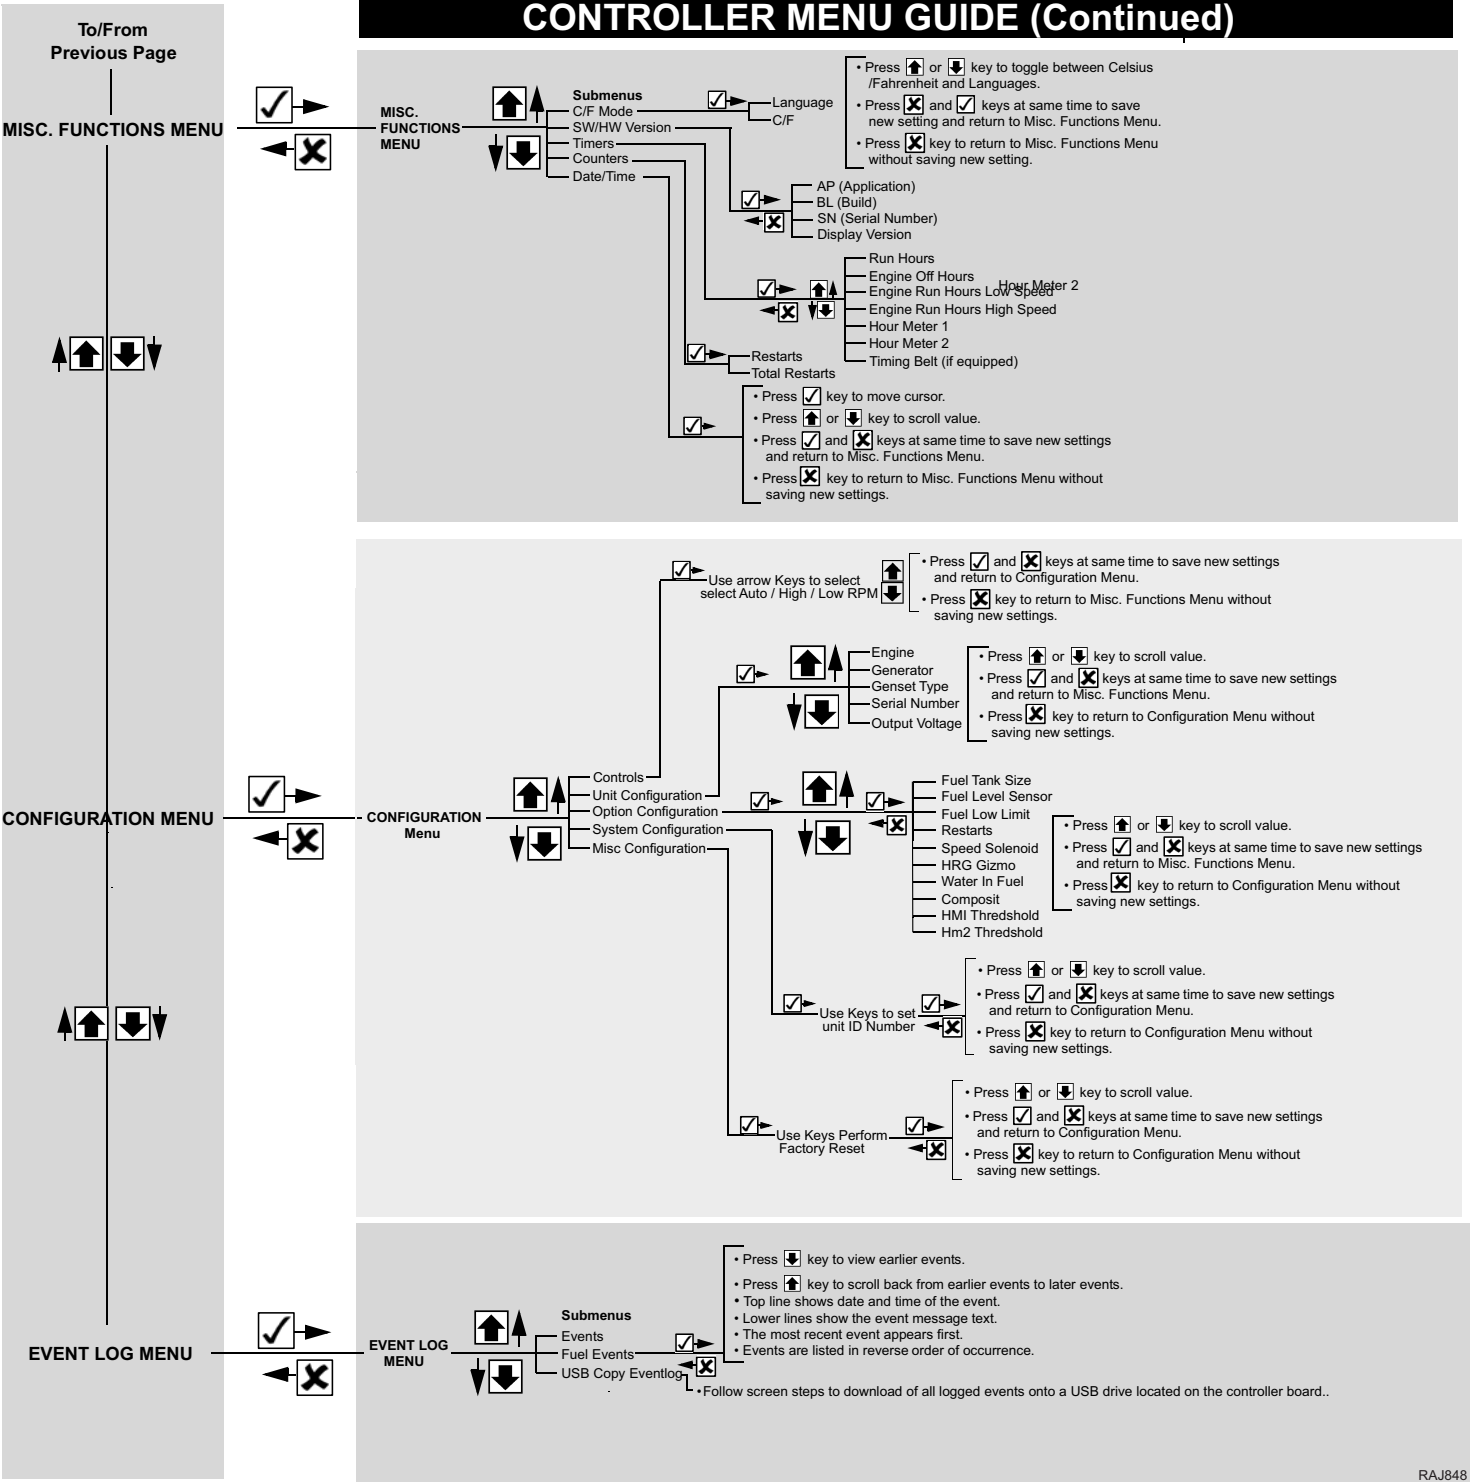 CONTROLLER MENU GUIDE (Continued)
To/From
Previous Page
MISC. FUNCTIONS MENU
MISC.
FUNCTIONS
MENU
Submenus
C/F Mode
SW/HW Version
Timers
Counters
Date/Time
Language
C/F
• Press or key to toggle between Celsius
/Fahrenheit and Languages.
• Press and keys at same time to save
new setting and return to Misc. Functions Menu.
• Press key to return to Misc. Functions Menu
without saving new setting.
AP (Application)
BL (Build)
SN (Serial Number)
Display Version
Run Hours
Engine Off Hours
Hour Meter 2
Engine Run Hours Low Speed
Engine Run Hours High Speed
Hour Meter 1
Hour Meter 2
Timing Belt (if equipped)
Restarts
Total Restarts
• Press key to move cursor.
• Press or key to scroll value.
• Press and keys at same time to save new settings
and return to Misc. Functions Menu.
• Press key to return to Misc. Functions Menu without
saving new settings.
CONFIGURATION MENU
CONFIGURATION
Menu
Controls
Unit Configuration
Option Configuration
System Configuration
Misc Configuration
Use arrow Keys to select
select Auto / High / Low RPM
• Press and keys at same time to save new settings
and return to Configuration Menu.
• Press key to return to Misc. Functions Menu without
saving new settings.
Engine
Generator
Genset Type
Serial Number
Output Voltage
• Press or key to scroll value.
• Press and keys at same time to save new settings
and return to Misc. Functions Menu.
• Press key to return to Configuration Menu without
saving new settings.
Fuel Tank Size
Fuel Level Sensor
Fuel Low Limit
Restarts
Speed Solenoid
HRG Gizmo
Water In Fuel
Composit
HMI Thredshold
Hm2 Thredshold
• Press or key to scroll value.
• Press and keys at same time to save new settings
and return to Misc. Functions Menu.
• Press key to return to Configuration Menu without
saving new settings.
Use Keys to set
unit ID Number
• Press or key to scroll value.
• Press and keys at same time to save new settings
and return to Configuration Menu.
• Press key to return to Configuration Menu without
saving new settings.
Use Keys Perform
Factory Reset
• Press or key to scroll value.
• Press and keys at same time to save new settings
and return to Configuration Menu.
• Press key to return to Configuration Menu without
saving new settings.
EVENT LOG MENU
EVENT LOG
MENU
Submenus
Events
Fuel Events
USB Copy Eventlog
• Press key to view earlier events.
• Press key to scroll back from earlier events to later events.
• Top line shows date and time of the event.
• Lower lines show the event message text.
• The most recent event appears first.
• Events are listed in reverse order of occurrence.
•Follow screen steps to download of all logged events onto a USB drive located on the controller board..
RAJ848